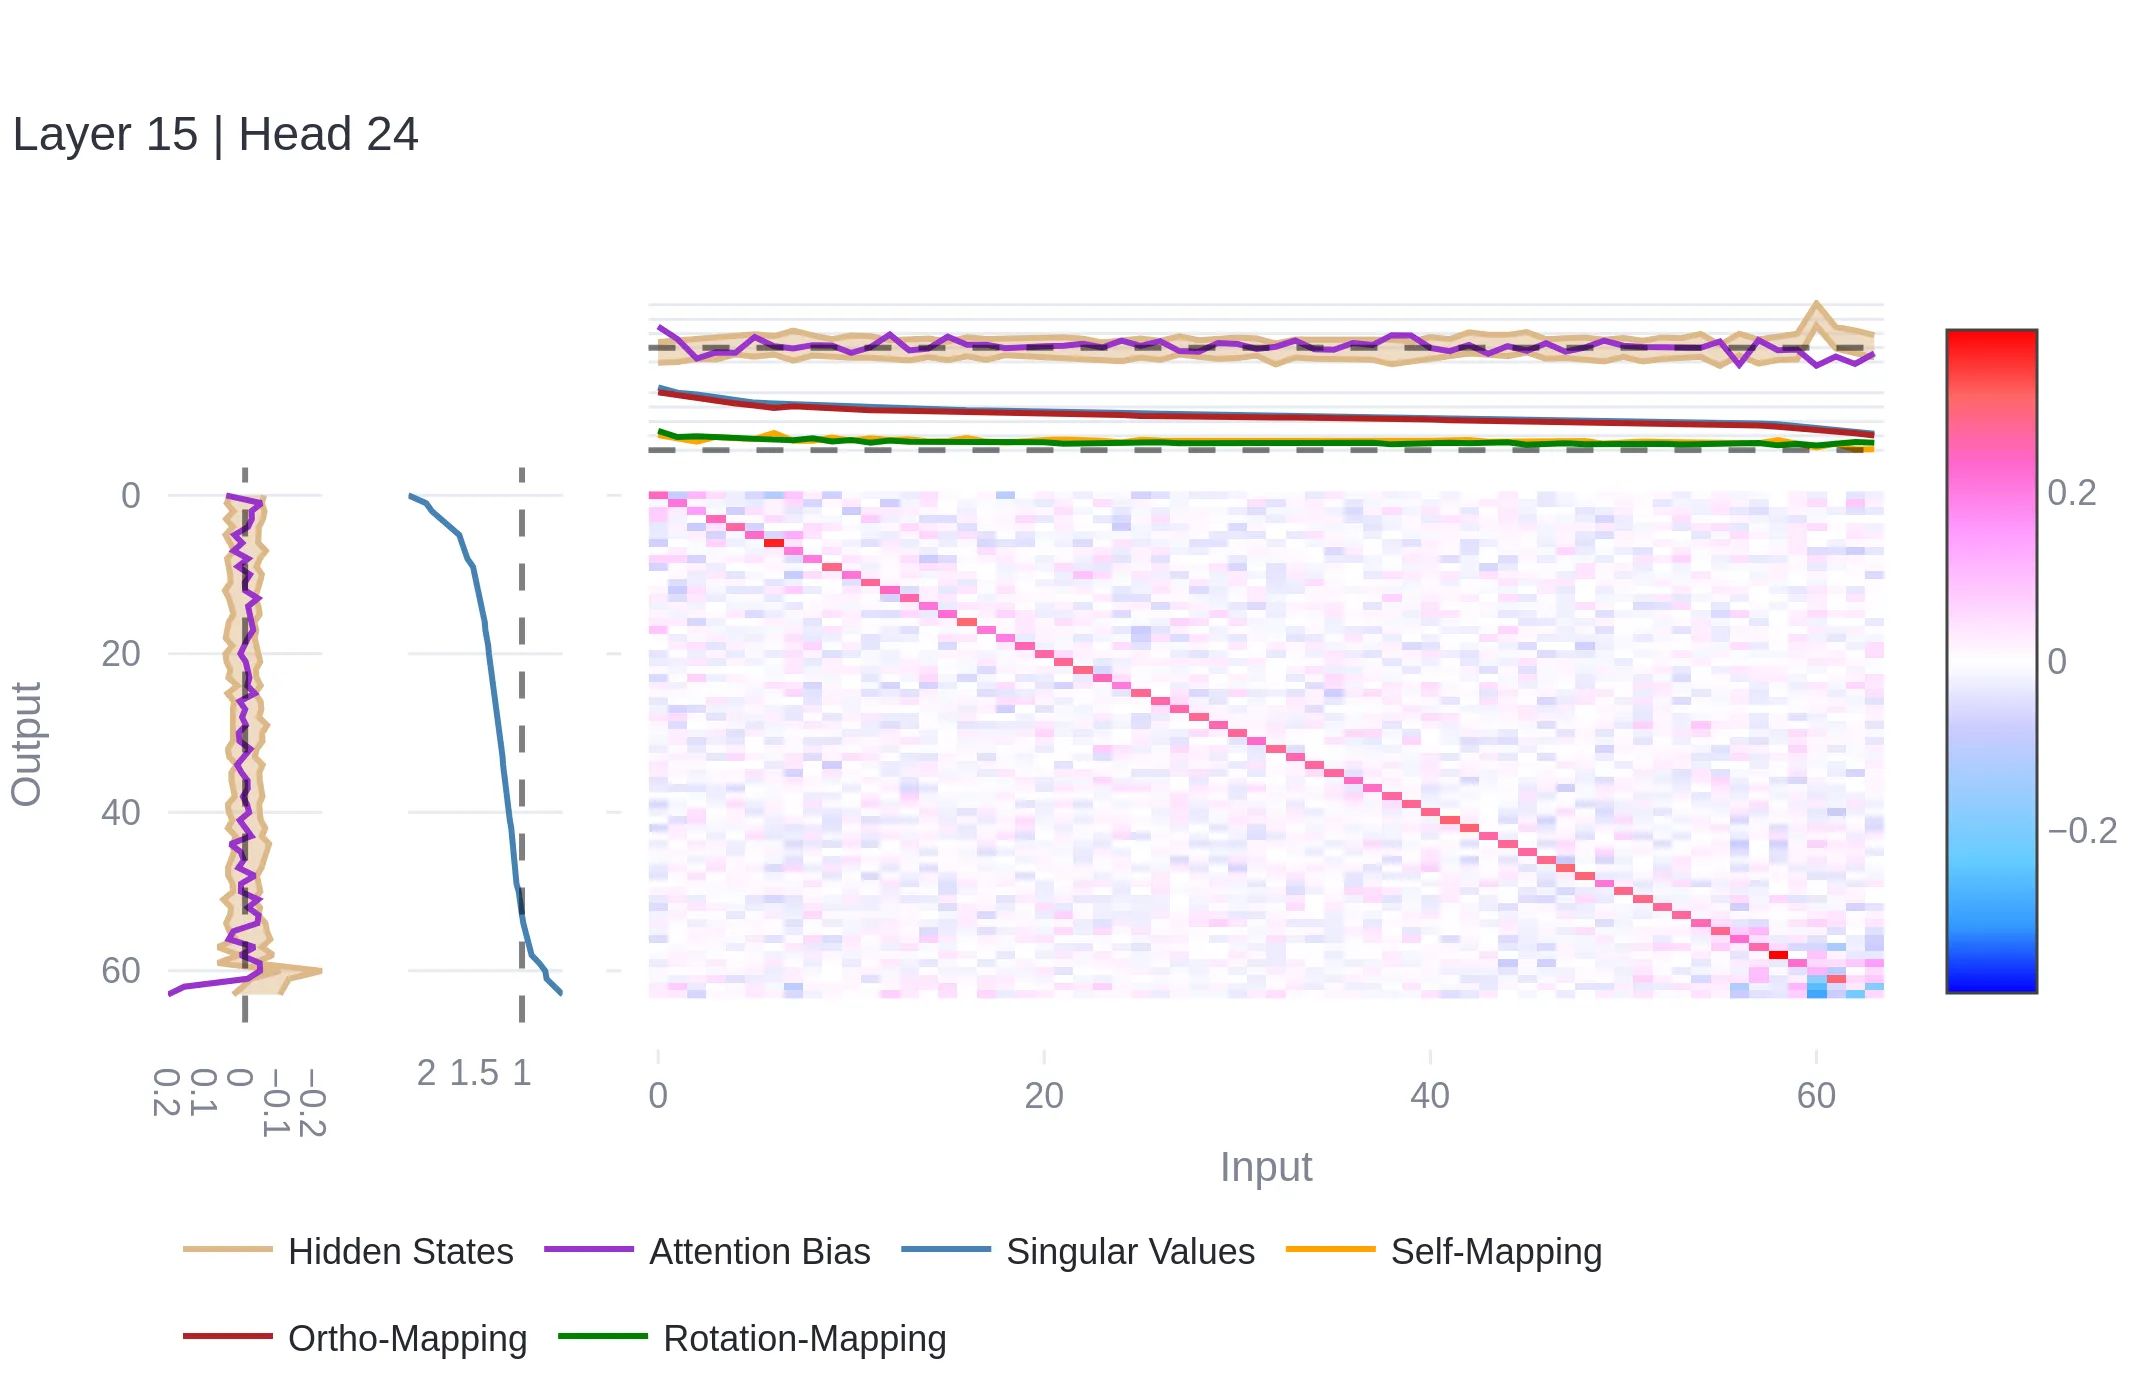 Layer 15 | Head 24
0
20
40
60
Output
0.2
0.1
0
−0.1
−0.2
2 1.5 1
0 20 40 60
Input
0.2
0
−0.2
Hidden States Attention Bias Singular Values Self-Mapping
Ortho-Mapping Rotation-Mapping